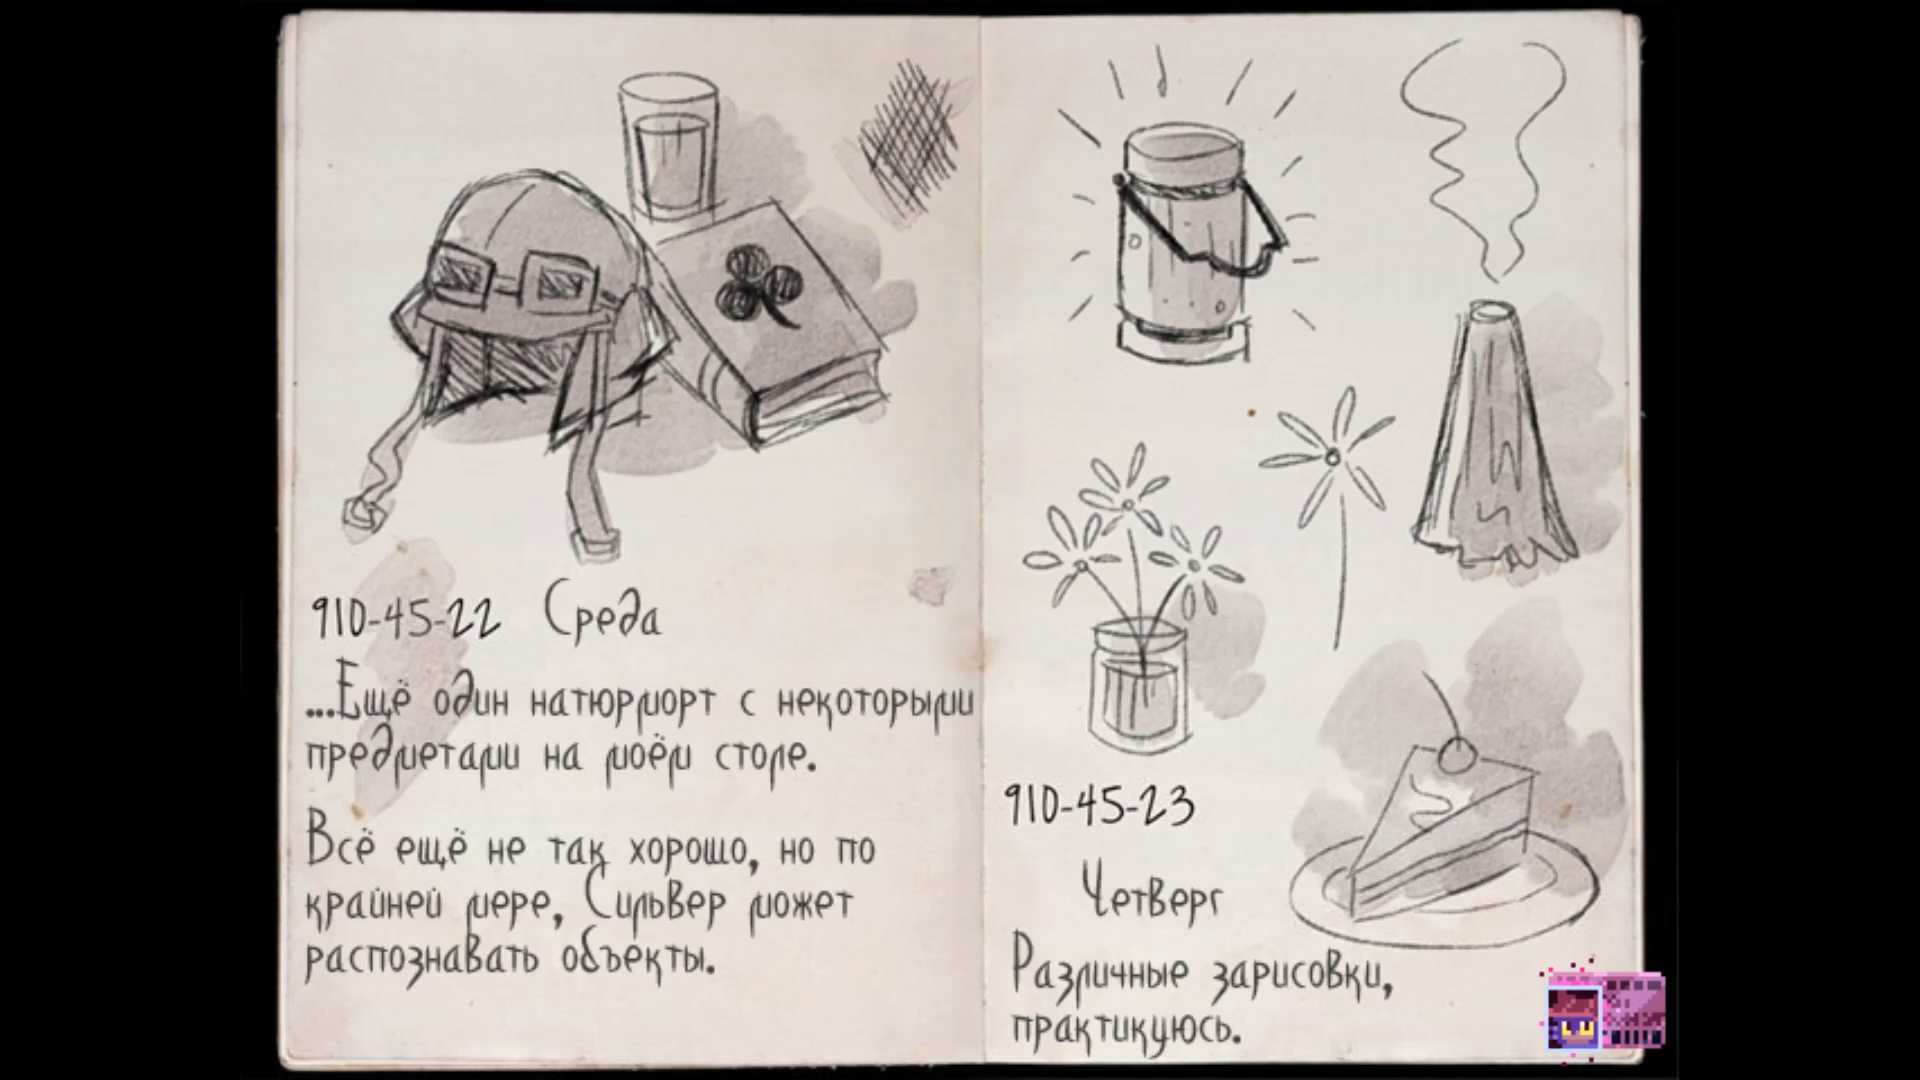 910-45-22 Среда
...Ещё один натюрморт с некоторыми
предметами на моём столе.
Всё ещё не так хорошо, но по
крайней мере, Сильвер может
распознавать объекты.
910-45-23
Четверг
Различные зарисовки,
практикуюсь.